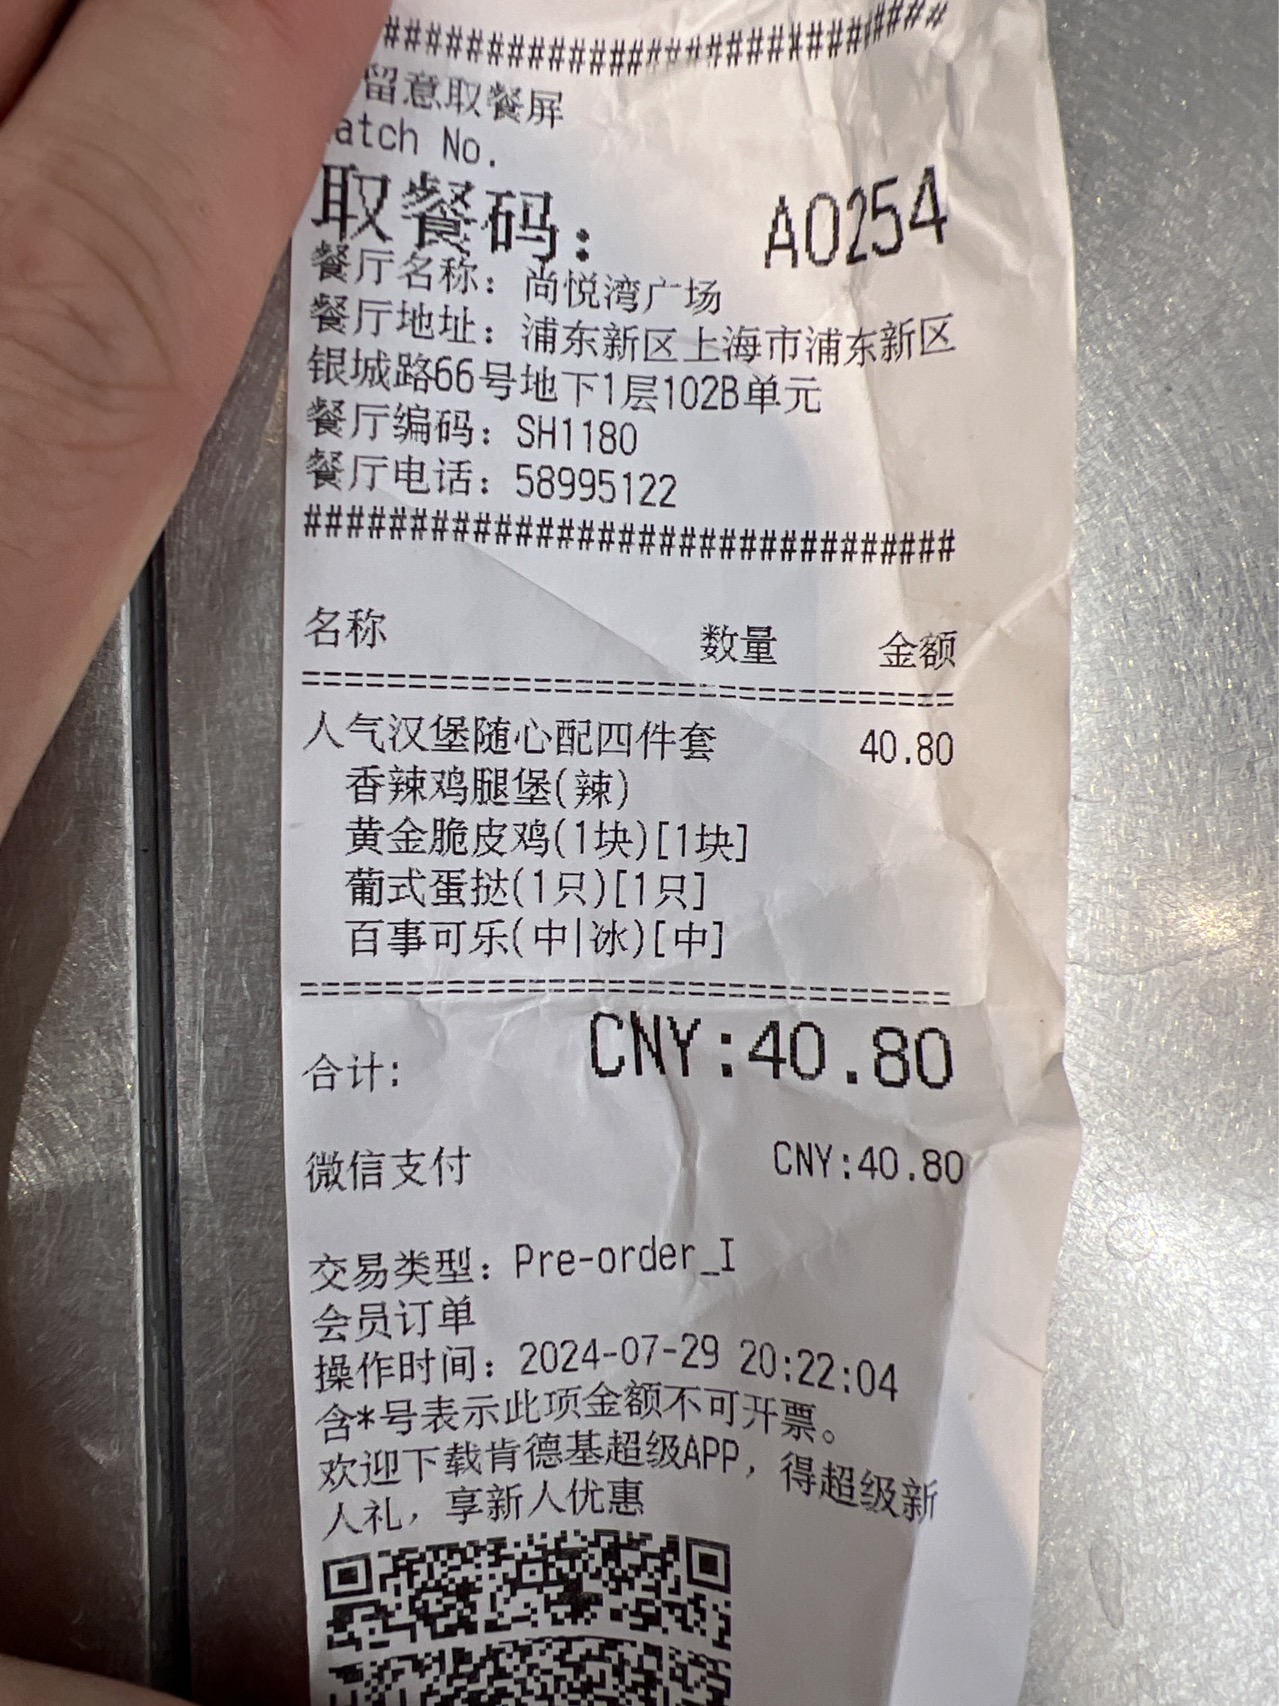 ################################
留意取餐屏
atch No.
取餐码： A0254
餐厅名称：尚悦湾广场
餐厅地址：浦东新区上海市浦东新区
银城路66号地下1层102B单元
餐厅编码：SH1180
餐厅电话：58995122
###############################
名称 数量 金额
===============================
人气汉堡随心配四件套 40.80
香辣鸡腿堡(辣)
黄金脆皮鸡(1块)[1块]
葡式蛋挞(1只)[1只]
百事可乐(中|冰)[中]
===============================
合计: CNY:40.80
微信支付 CNY:40.80
交易类型：Pre-order_I
会员订单
操作时间：2024-07-29 20:22:04
含*号表示此项金额不可开票。
欢迎下载肯德基超级APP，得超级新
人礼，享新人优惠